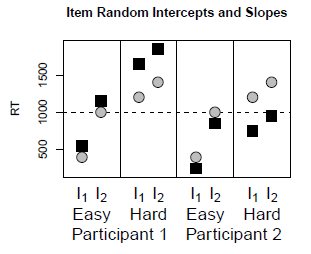 Item Random Intercepts and Slopes
RT
1500
1000
500
I1 I2 I1 I2 I1 I2 I1 I2
Easy Hard Easy Hard
Participant 1 Participant 2